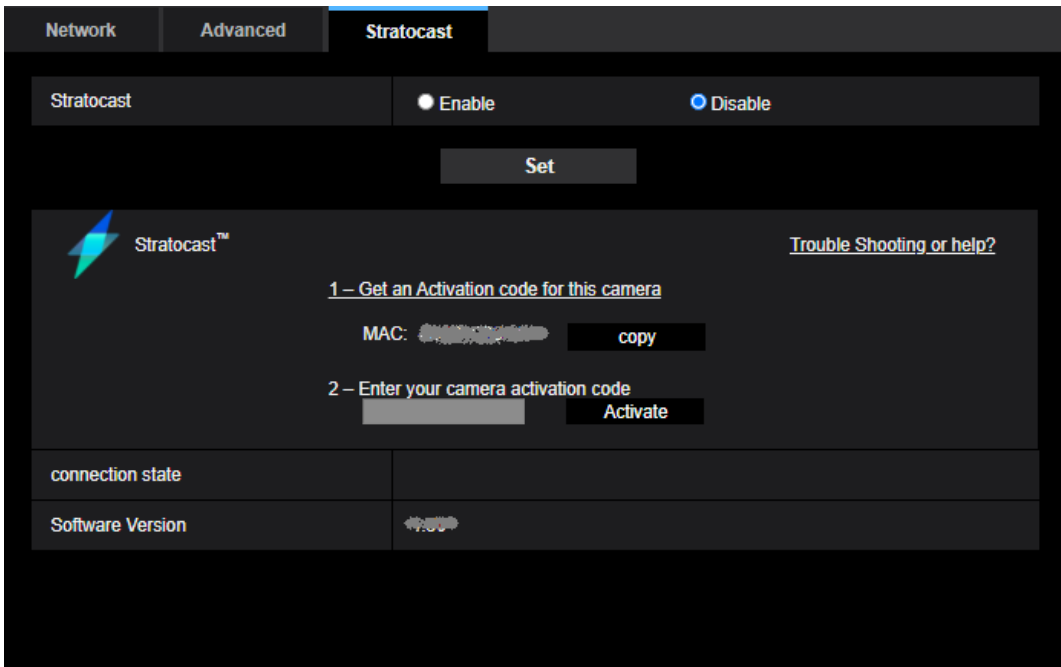 Network Advanced Stratocast
Stratocast Enable Disable
Set
Stratocast™ Trouble Shooting or help?
1 – Get an Activation code for this camera
MAC: copy
2 – Enter your camera activation code
Activate
connection state
Software Version